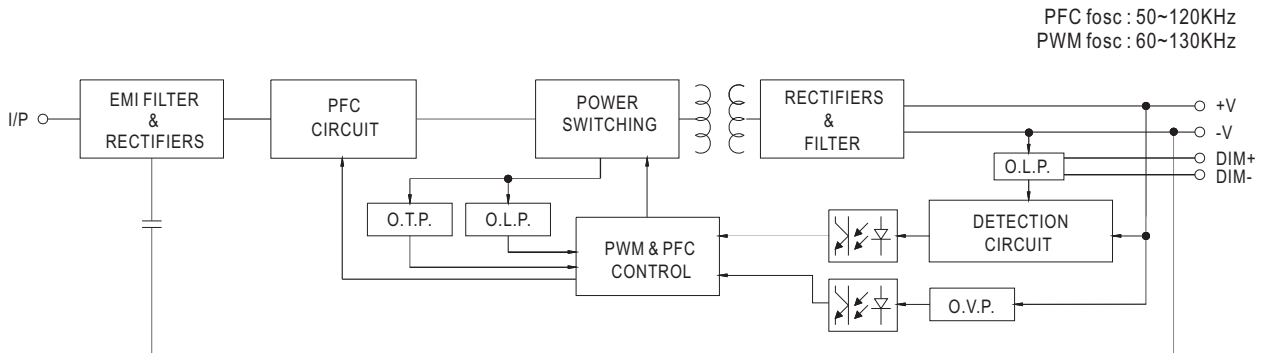 PFC fosc : 50~120KHz
PWM fosc : 60~130KHz
I/P
EMI FILTER
&
RECTIFIERS
PFC
CIRCUIT
POWER
SWITCHING
RECTIFIERS
&
FILTER
+V
-V
DIM+
DIM-
O.L.P.
O.T.P.
O.L.P.
PWM & PFC
CONTROL
DETECTION
CIRCUIT
O.V.P.